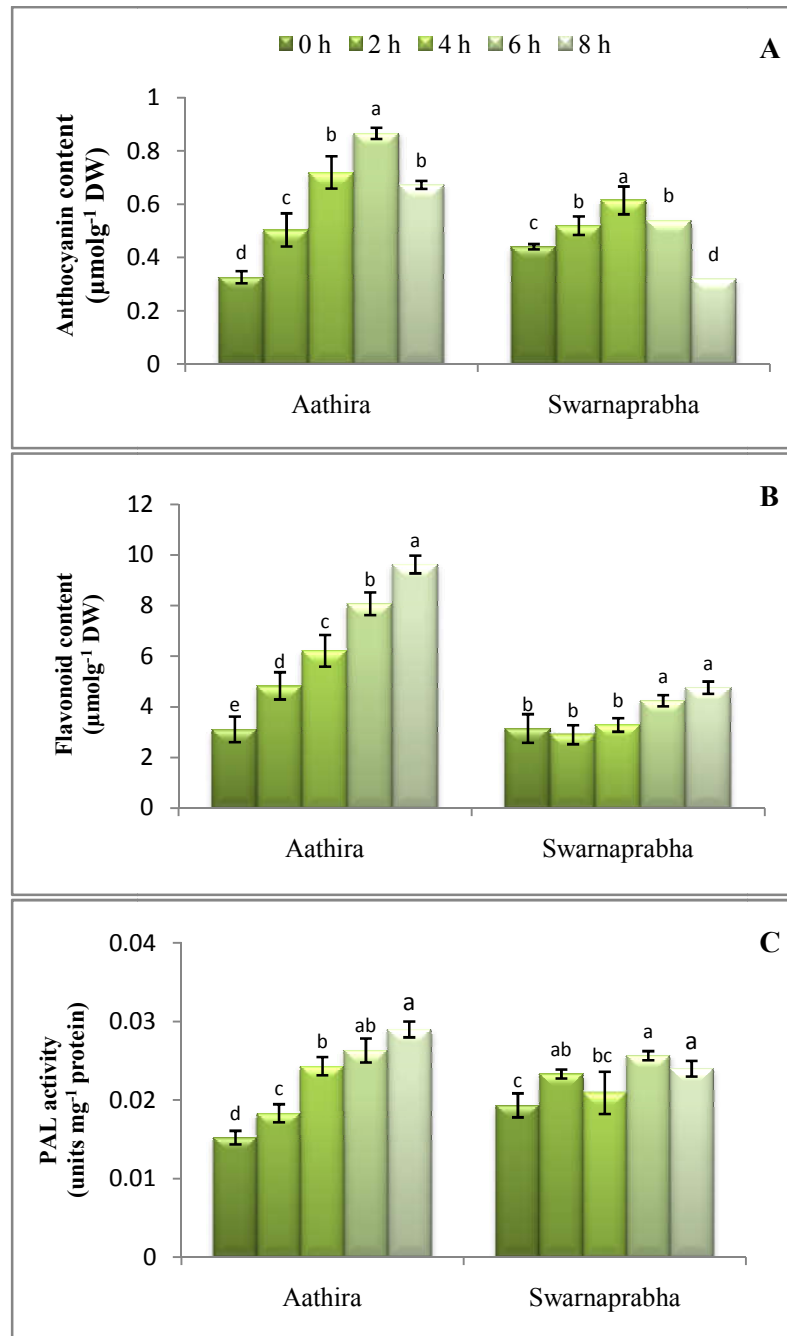 0 h 2 h 4 h 6 h 8 h
A
Anthocyanin content
(µmolg-1 DW)
1
0.8
0.6
0.4
0.2
0
d c b a b
c b a b d
Aathira Swarnaprabha
B
Flavonoid content
(µmolg-1 DW)
12
10
8
6
4
2
0
e d c b a
b b b a a
Aathira Swarnaprabha
C
PAL activity
(units mg-1 protein)
0.04
0.03
0.02
0.01
0
d c b ab a
c ab bc a a
Aathira Swarnaprabha